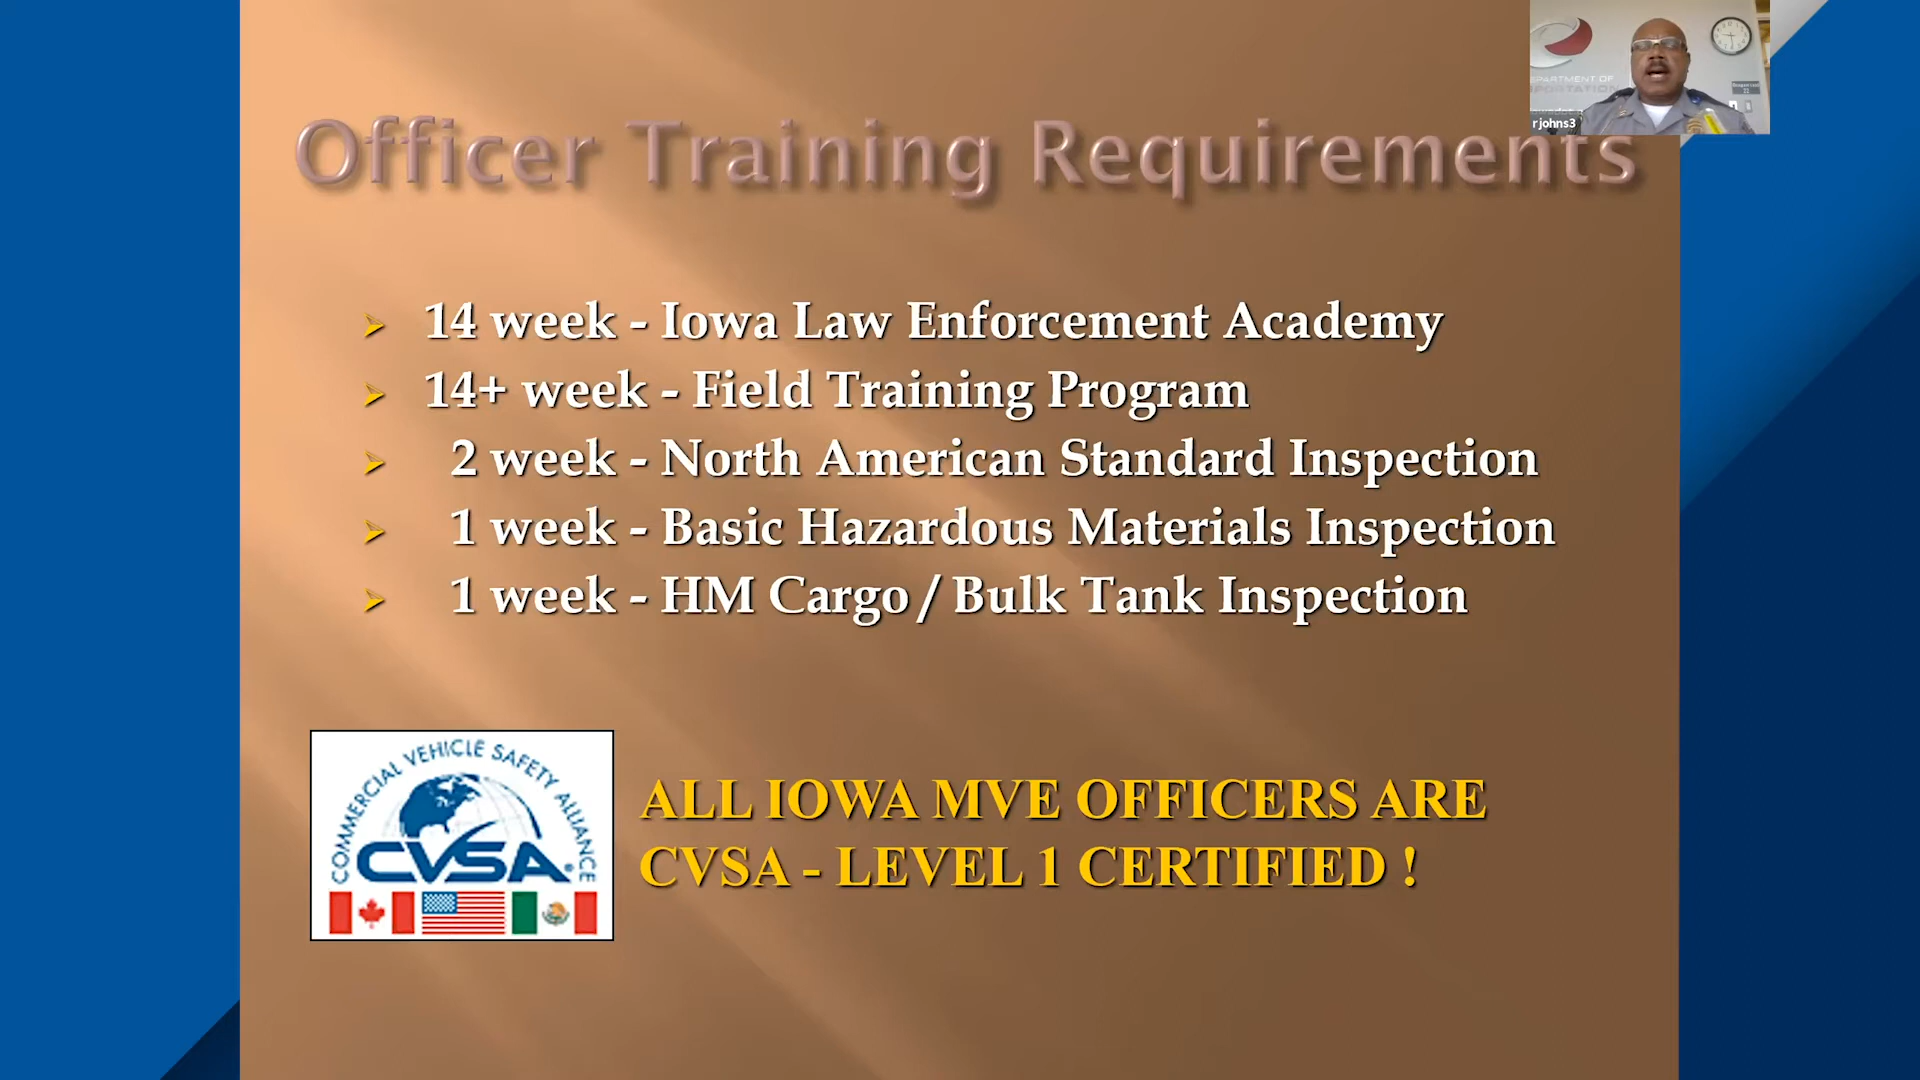 Officer Training Requirements
14 week - Iowa Law Enforcement Academy
14+ week - Field Training Program
2 week - North American Standard Inspection
1 week - Basic Hazardous Materials Inspection
1 week - HM Cargo / Bulk Tank Inspection
COMMERCIAL VEHICLE SAFETY ALLIANCE
CVSA®
ALL IOWA MVE OFFICERS ARE
CVSA - LEVEL 1 CERTIFIED !
rjohns3